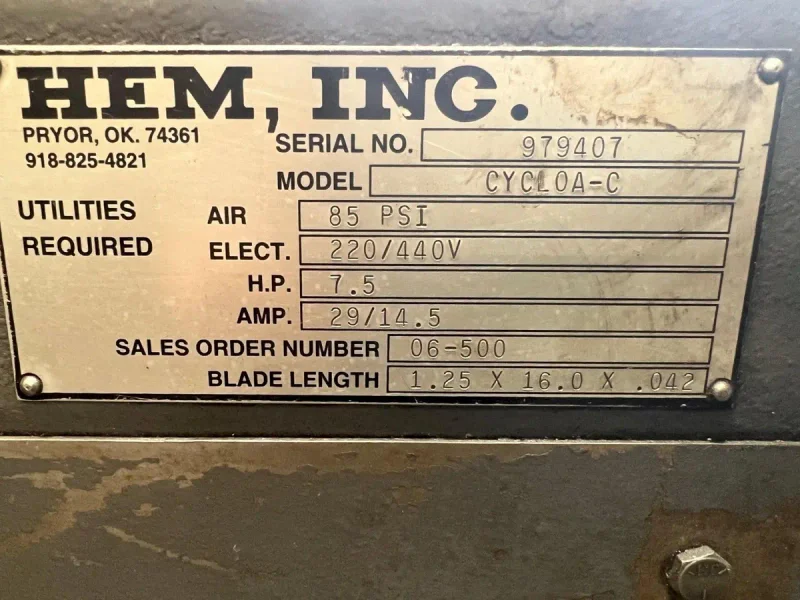 HEM, INC.
PRYOR, OK. 74361
918-825-4821
SERIAL NO. 979407
MODEL CYCLOA-C
UTILITIES REQUIRED
AIR 85 PSI
ELECT. 220/440V
H.P. 7.5
AMP. 29/14.5
SALES ORDER NUMBER 06-500
BLADE LENGTH 1.25 X 16.0 X .042